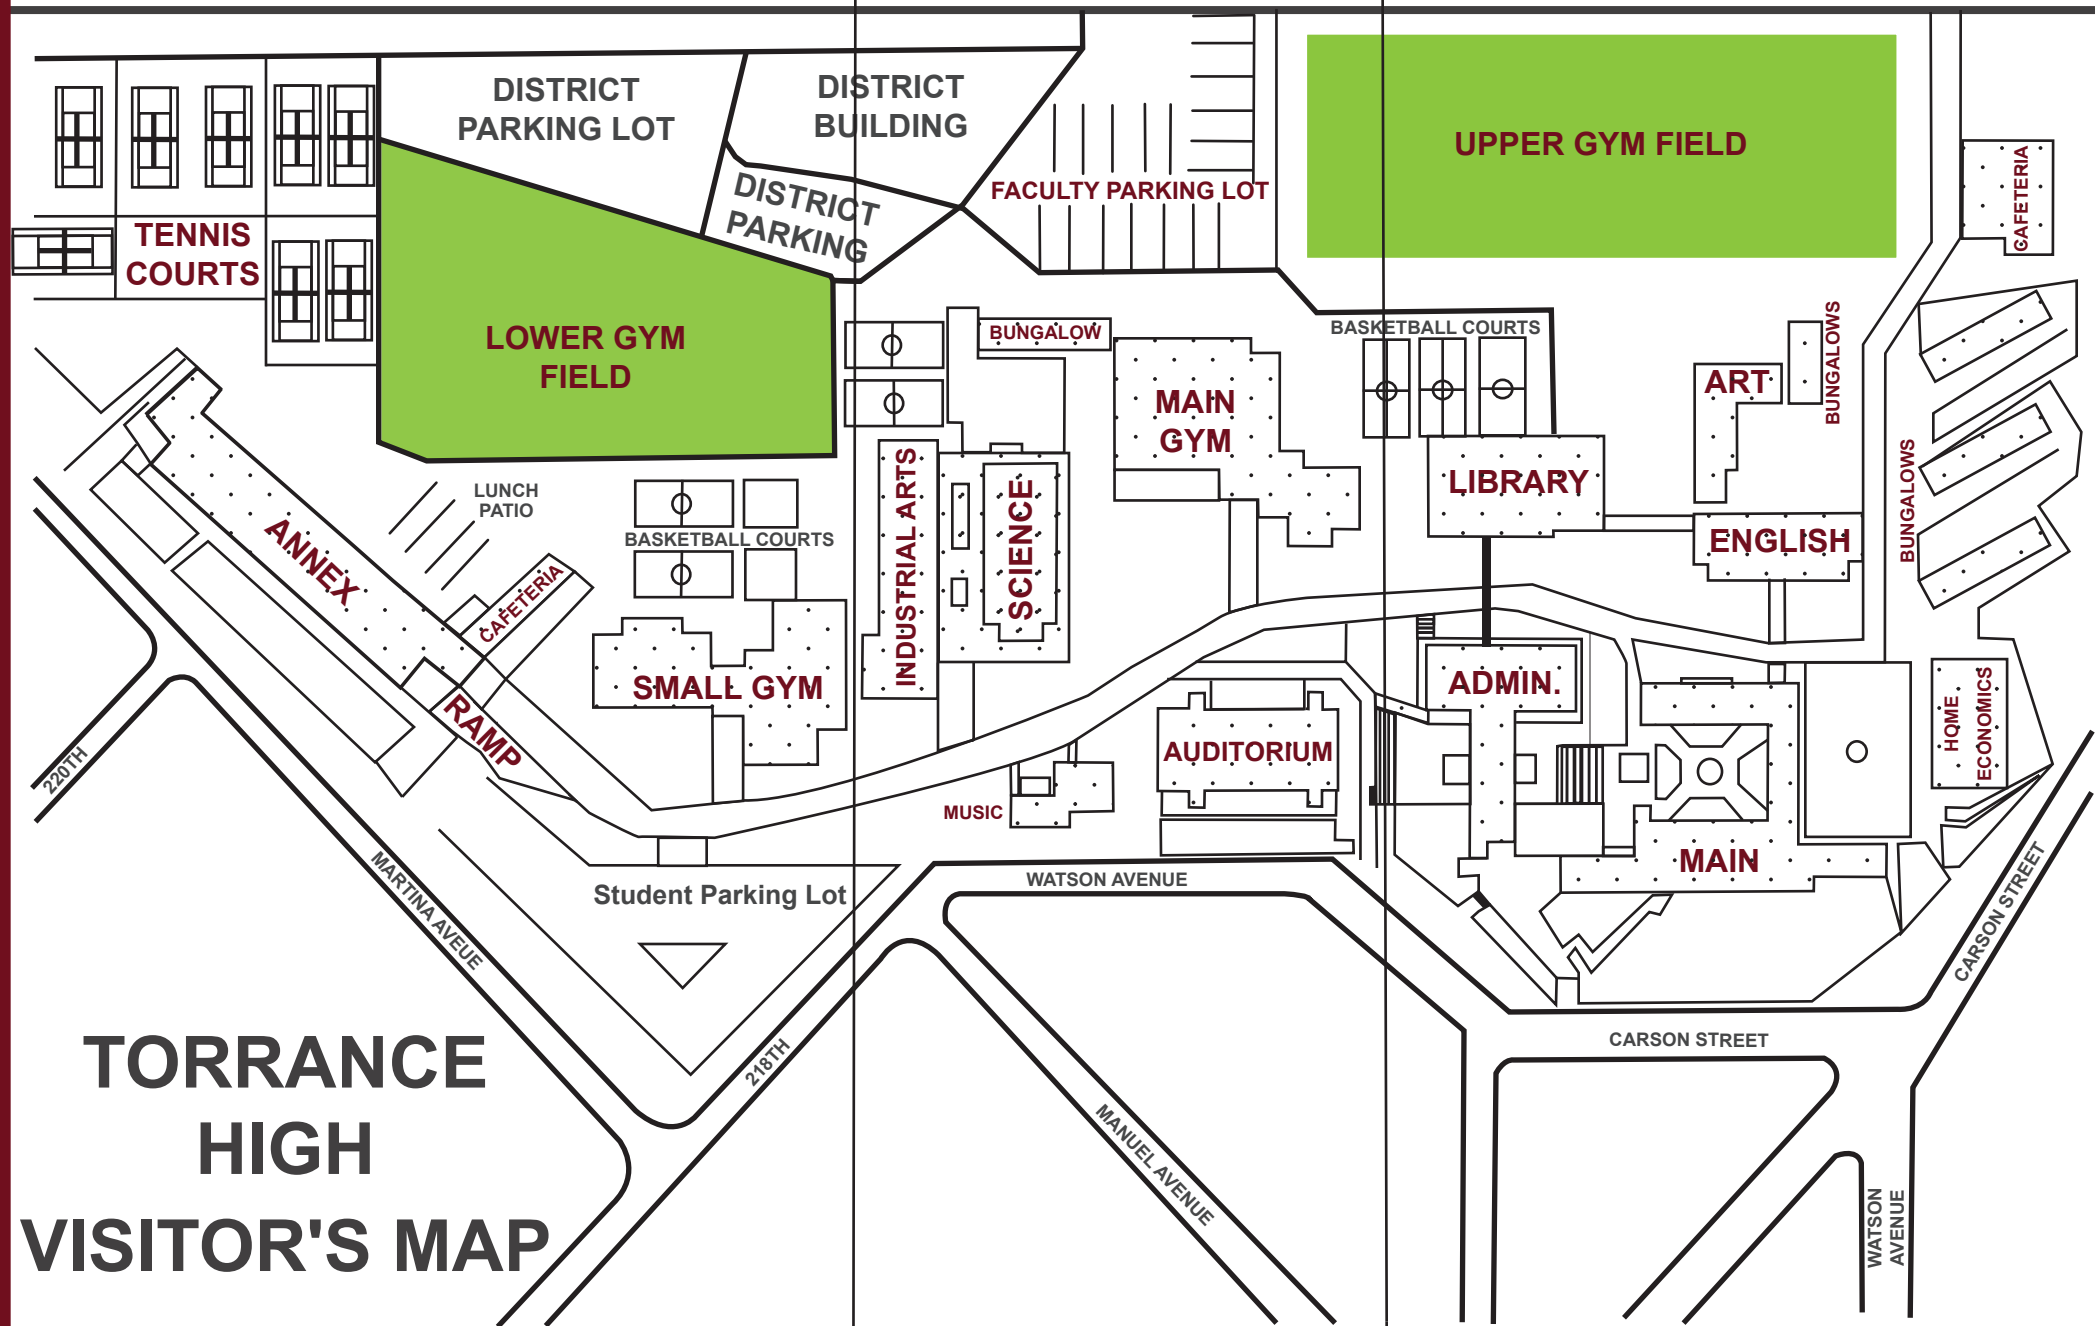 DISTRICT
PARKING LOT
DISTRICT
BUILDING
DISTRICT
PARKING
FACULTY PARKING LOT
UPPER GYM FIELD
CAFETERIA
TENNIS
COURTS
LOWER GYM
FIELD
BUNGALOW
BASKETBALL COURTS
MAIN
GYM
ART
BUNGALOWS
BUNGALOWS
LIBRARY
ENGLISH
LUNCH
PATIO
BASKETBALL COURTS
INDUSTRIAL ARTS
SCIENCE
ANNEX
CAFETERIA
SMALL GYM
RAMP
ADMIN.
AUDITORIUM
HOME
ECONOMICS
MUSIC
MAIN
220TH
MARTINA AVEUE
Student Parking Lot
WATSON AVENUE
CARSON STREET
CARSON STREET
218TH
MANUEL AVENUE
WATSON
AVENUE
TORRANCE
HIGH
VISITOR'S MAP